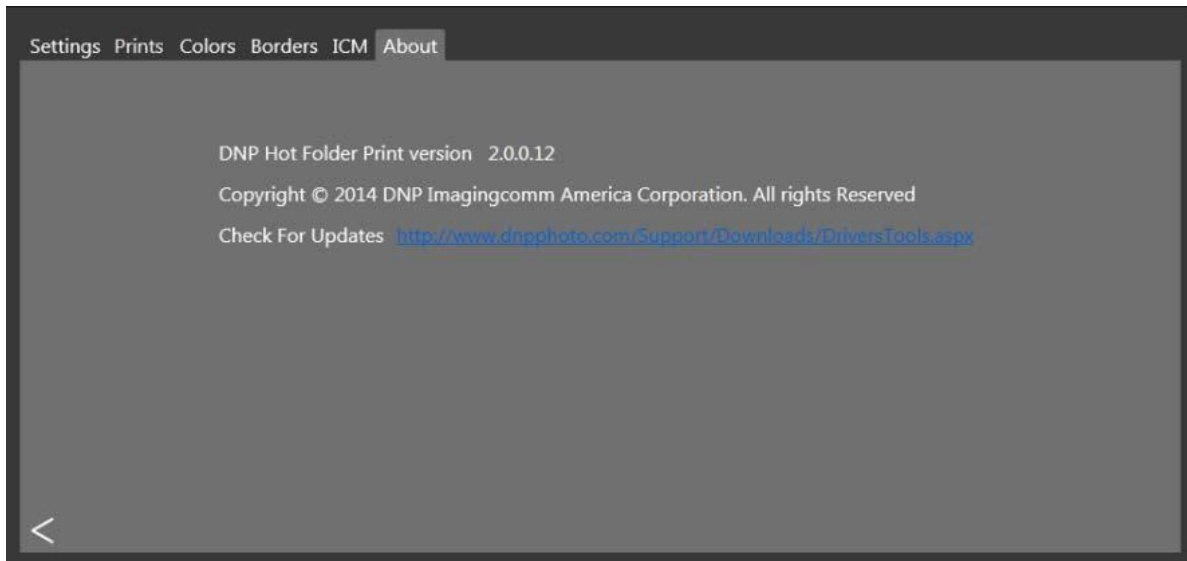 Settings Prints Colors Borders ICM About
DNP Hot Folder Print version 2.0.0.12
Copyright © 2014 DNP Imagingcomm America Corporation. All rights Reserved
Check For Updates http://www.dnpphoto.com/Support/Downloads/DriversTools.aspx
<